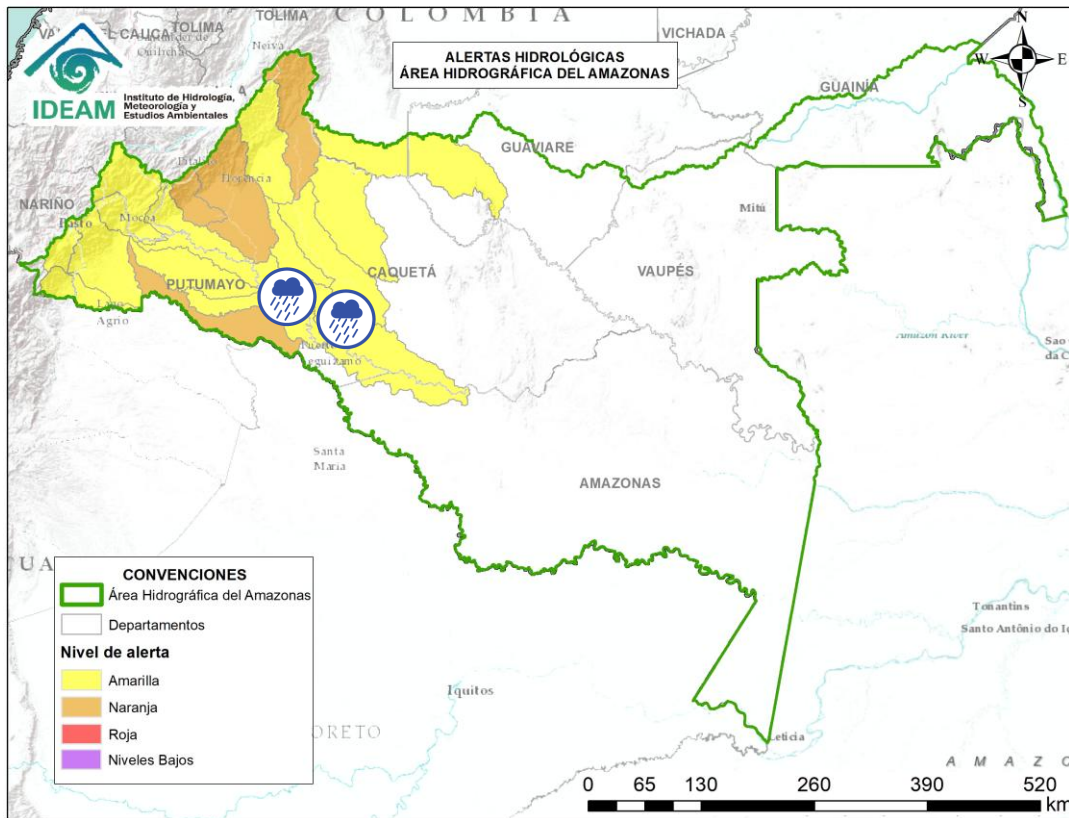 COLOMBIA
TOLIMA
TOLIMA
VICHADA
Neiva
IDEAM
Instituto de Hidrología,
Meteorología y
Estudios Ambientales
ALERTAS HIDROLÓGICAS
ÁREA HIDROGRÁFICA DEL AMAZONAS
N
W
E
S
GUAINÍA
GUAVIARE
Florencia
NARIÑO
Pasto
Mocoa
Mitú
PUTUMAYO
CAQUETÁ
VAUPÉS
Lago
Agrio
Amazon River
Santa
Maria
AMAZONAS
CONVENCIONES
Área Hidrográfica del Amazonas
Departamentos
Nivel de alerta
Amarilla
Naranja
Roja
Niveles Bajos
Tonantins
Santo Antônio do
Iquitos
Leticia
0 65 130 260 390 520
km